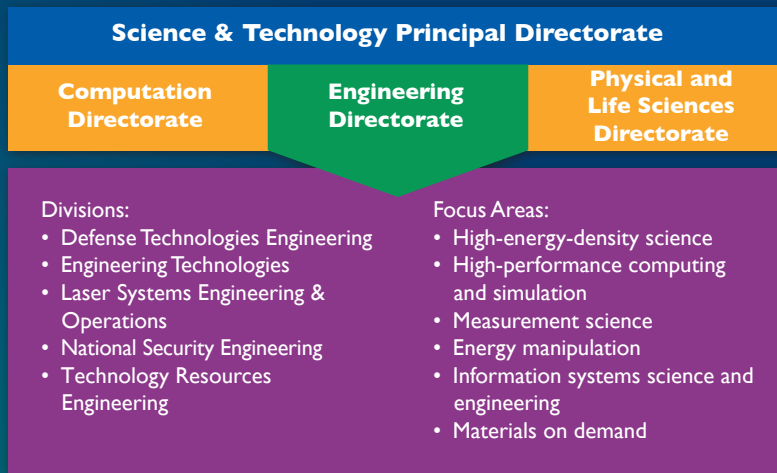 Science & Technology Principal Directorate
Computation
Directorate
Engineering
Directorate
Physical and
Life Sciences
Directorate
Divisions:
• Defense Technologies Engineering
• Engineering Technologies
• Laser Systems Engineering &
Operations
• National Security Engineering
• Technology Resources
Engineering
Focus Areas:
• High-energy-density science
• High-performance computing
and simulation
• Measurement science
• Energy manipulation
• Information systems science and
engineering
• Materials on demand